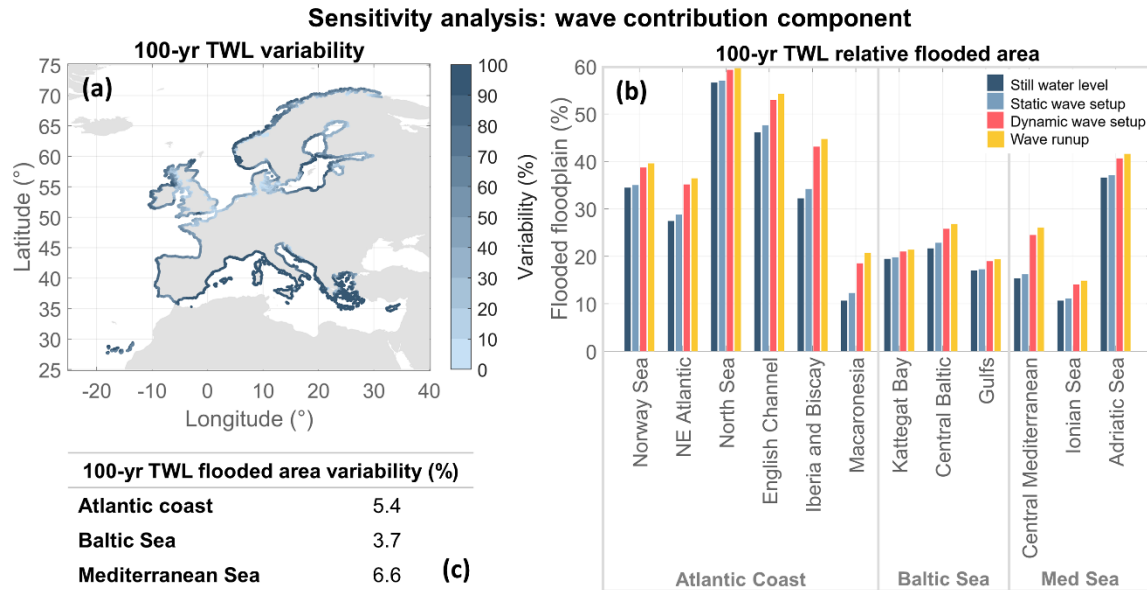 Sensitivity analysis: wave contribution component
100-yr TWL variability
(a)
75
70
65
60
55
50
45
40
35
30
25
Latitude (°)
-20
-10
0
10
20
30
40
Longitude (°)
100
90
80
70
60
50
40
30
20
10
0
Variability (%)
100-yr TWL relative flooded area
(b)
60
50
40
30
20
10
0
Flooded floodplain (%)
Still water level
Static wave setup
Dynamic wave setup
Wave runup
Norway Sea
NE Atlantic
North Sea
English Channel
Iberia and Biscay
Macaronesia
Kattegat Bay
Central Baltic
Gulfs
Central Mediterranean
Ionian Sea
Adriatic Sea
Atlantic Coast
Baltic Sea
Med Sea
100-yr TWL flooded area variability (%)
Atlantic coast 5.4
Baltic Sea 3.7
Mediterranean Sea 6.6
(c)